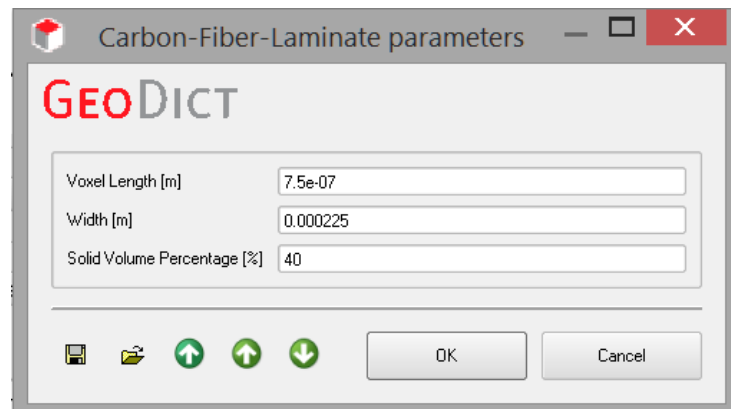 Carbon-Fiber-Laminate parameters
GEODICT
Voxel Length [m] 7.5e-07
Width [m] 0.000225
Solid Volume Percentage [%] 40
OK Cancel